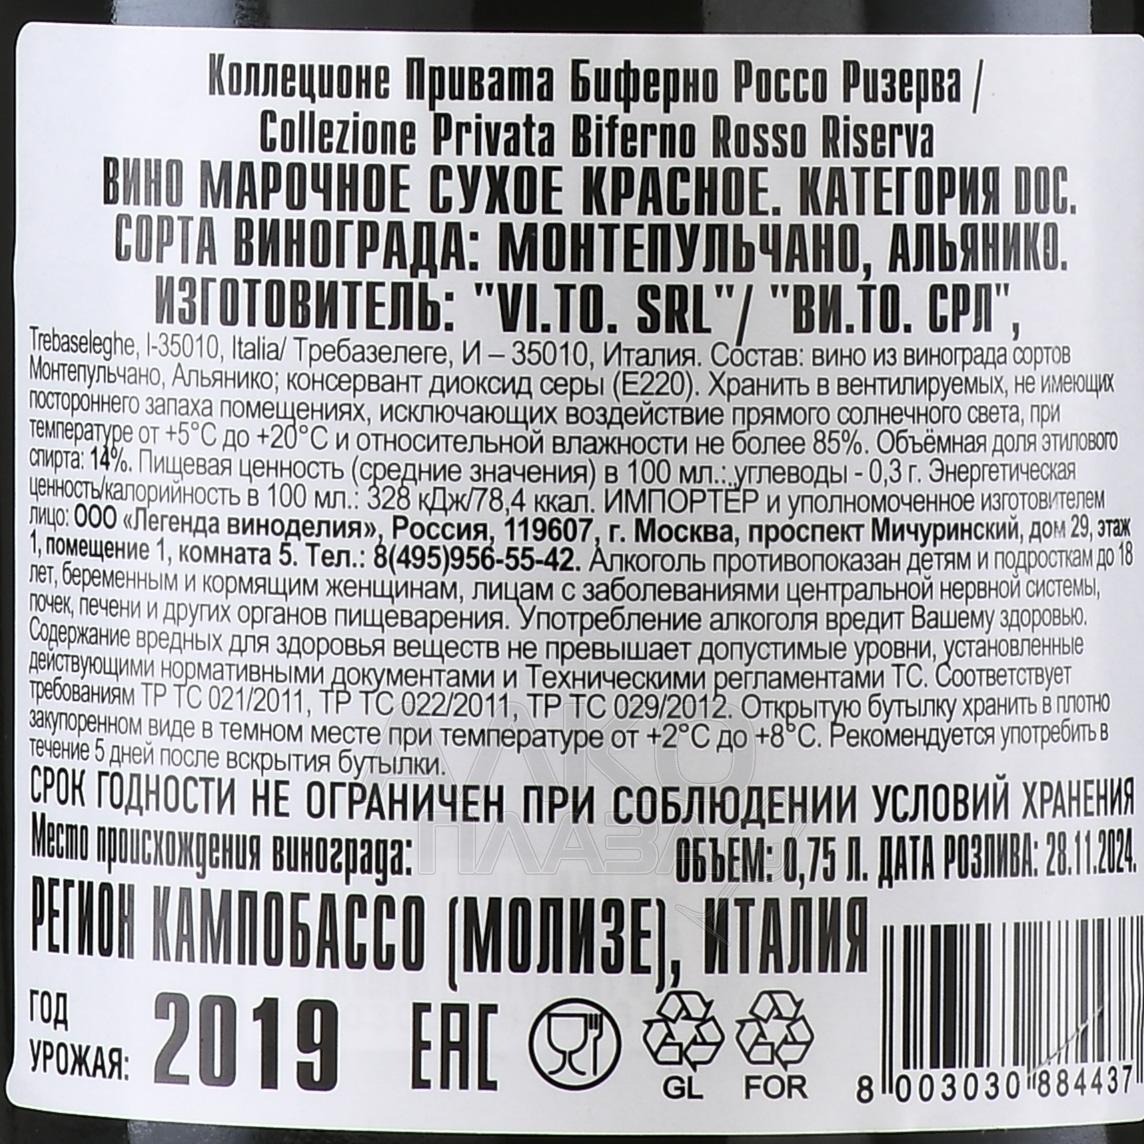 Коллеционе Привата Биферно Россо Ризерва /
Collezione Privata Biferno Rosso Riserva
ВИНО МАРОЧНОЕ СУХОЕ КРАСНОЕ. КАТЕГОРИЯ DOC.
СОРТА ВИНОГРАДА: МОНТЕПУЛЬЧАНО, АЛЬЯНИКО.
ИЗГОТОВИТЕЛЬ: "VI.TO. SRL"/ "ВИ.ТО. СРЛ",
Trebaseleghe, I-35010, Italia/ Требазелеге, И – 35010, Италия. Состав: вино из винограда сортов
Монтепульчано, Альянико; консервант диоксид серы (Е220). Хранить в вентилируемых, не имеющих
постороннего запаха помещениях, исключающих воздействие прямого солнечного света, при
температуре от +5°С до +20°С и относительной влажности не более 85%. Объёмная доля этилового
спирта: 14%. Пищевая ценность (средние значения) в 100 мл.: углеводы - 0,3 г. Энергетическая
ценность/калорийность в 100 мл.: 328 кДж/78,4 ккал. ИМПОРТЁР и уполномоченное изготовителем
лицо: ООО «Легенда виноделия», Россия, 119607, г. Москва, проспект Мичуринский, дом 29, этаж
1, помещение 1, комната 5. Тел.: 8(495)956-55-42. Алкоголь противопоказан детям и подросткам до 18
лет, беременным и кормящим женщинам, лицам с заболеваниями центральной нервной системы,
почек, печени и других органов пищеварения. Употребление алкоголя вредит Вашему здоровью.
Содержание вредных для здоровья веществ не превышает допустимые уровни, установленные
действующими нормативными документами и Техническими регламентами ТС. Соответствует
требованиям ТР ТС 021/2011, ТР ТС 022/2011, ТР ТС 029/2012. Открытую бутылку хранить в плотно
закупоренном виде в темном месте при температуре от +2°С до +8°С. Рекомендуется употребить в
течение 5 дней после вскрытия бутылки.
СРОК ГОДНОСТИ НЕ ОГРАНИЧЕН ПРИ СОБЛЮДЕНИИ УСЛОВИЙ ХРАНЕНИЯ
Место происхождения винограда: ОБЪЕМ: 0,75 Л. ДАТА РОЗЛИВА: 28.11.2024.
РЕГИОН КАМПОБАССО (МОЛИЗЕ), ИТАЛИЯ
ГОД
УРОЖАЯ: 2019 ЕАС
GL FOR 8 003030 884437
АЛКО
ПЛАЗА